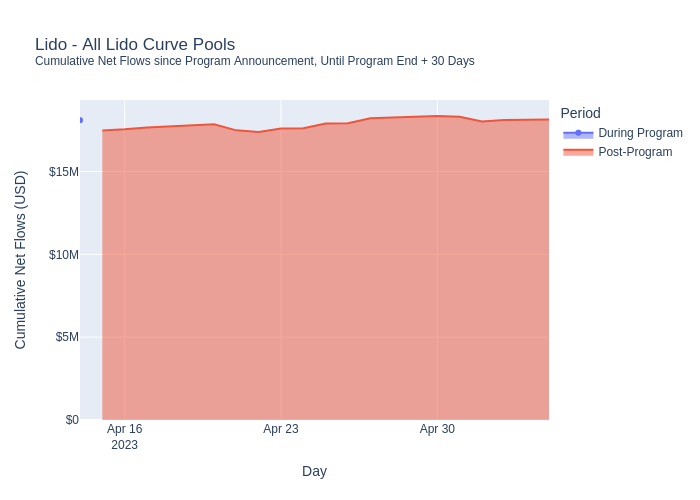 Lido - All Lido Curve Pools
Cumulative Net Flows since Program Announcement, Until Program End + 30 Days
Period
During Program
Post-Program
$15M
$10M
$5M
$0
Cumulative Net Flows (USD)
Apr 16
2023
Apr 23
Apr 30
Day